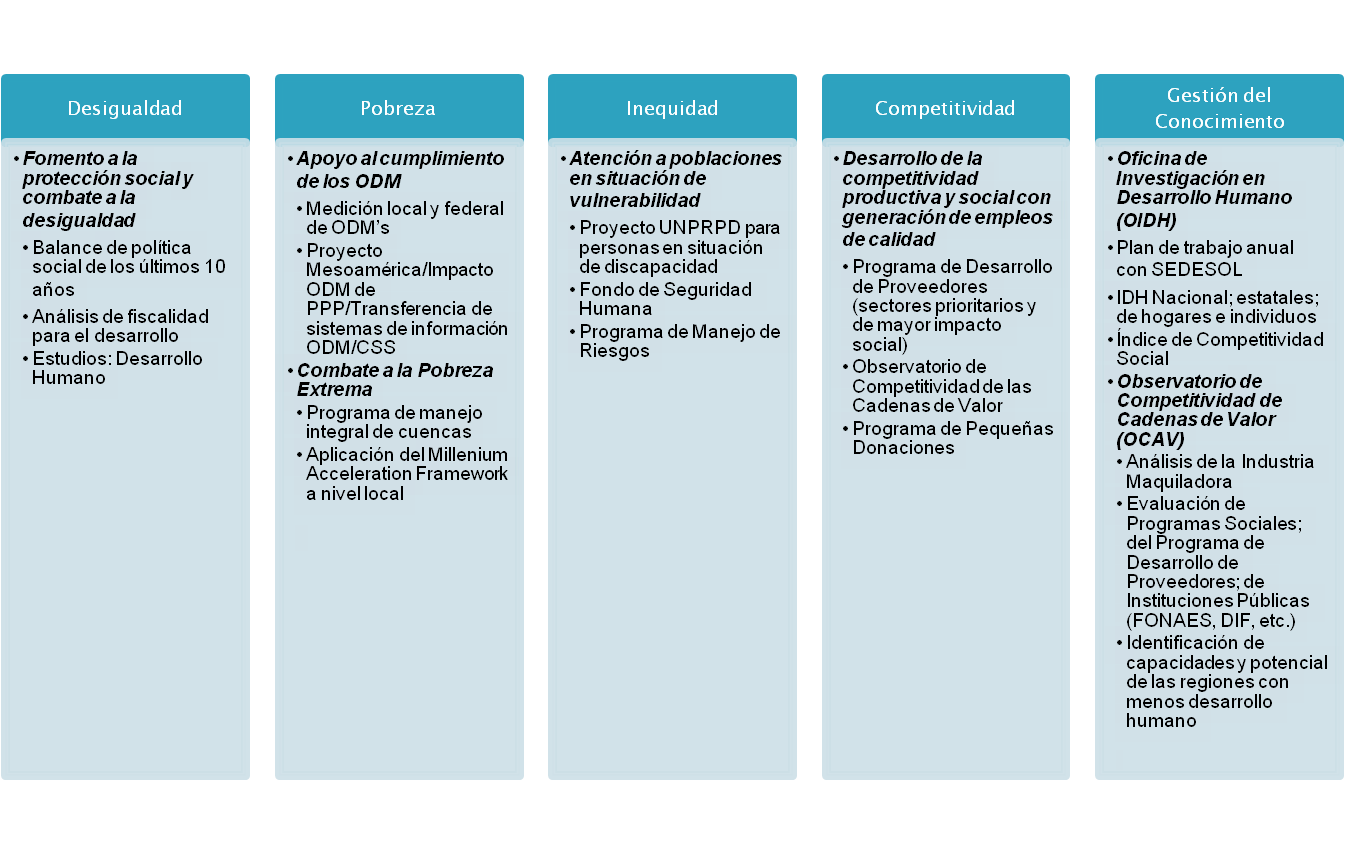 Desigualdad
• Fomento a la
protección social y
combate a la
desigualdad
• Balance de política
social de los últimos 10
años
• Análisis de fiscalidad
para el desarrollo
• Estudios: Desarrollo
Humano
Pobreza
• Apoyo al cumplimiento
de los ODM
• Medición local y federal
de ODM's
• Proyecto
Mesoamérica/Impacto
ODM de
PPP/Transferencia de
sistemas de información
ODM/CSS
• Combate a la Pobreza
Extrema
• Programa de manejo
integral de cuencas
• Aplicación del Millenium
Acceleration Framework
a nivel local
Inequidad
• Atención a poblaciones
en situación de
vulnerabilidad
• Proyecto UNPRPD para
personas en situación
de discapacidad
• Fondo de Seguridad
Humana
• Programa de Manejo de
Riesgos
Competitividad
• Desarrollo de la
competitividad
productiva y social con
generación de empleos
de calidad
• Programa de Desarrollo
de Proveedores
(sectores prioritarios y
de mayor impacto
social)
• Observatorio de
Competitividad de las
Cadenas de Valor
• Programa de Pequeñas
Donaciones
Gestión del
Conocimiento
• Oficina de
Investigación en
Desarrollo Humano
(OIDH)
• Plan de trabajo anual
con SEDESOL
• IDH Nacional; estatales;
de hogares e individuos
• Índice de Competitividad
Social
• Observatorio de
Competitividad de
Cadenas de Valor
(OCAV)
• Análisis de la Industria
Maquiladora
• Evaluación de
Programas Sociales;
del Programa de
Desarrollo de
Proveedores; de
Instituciones Públicas
(FONAES, DIF, etc.)
• Identificación de
capacidades y potencial
de las regiones con
menos desarrollo
humano